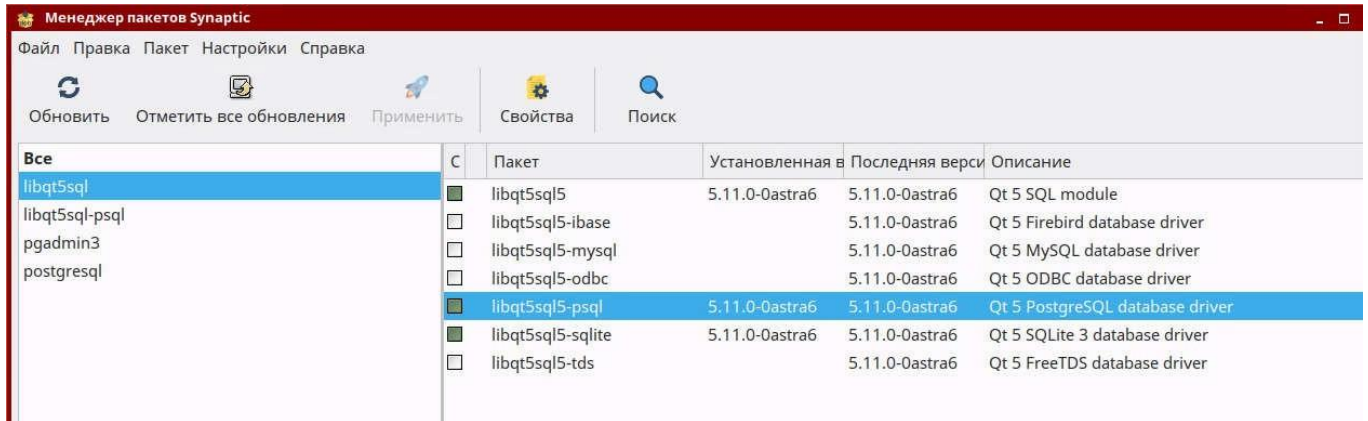 Менеджер пакетов Synaptic
Файл Правка Пакет Настройки Справка
Обновить Отметить все обновления Применить Свойства Поиск
Все
libqt5sql
libqt5sql-psql
pgadmin3
postgresql
С Пакет Установленная в Последняя верси Описание
libqt5sql5 5.11.0-0astra6 5.11.0-0astra6 Qt 5 SQL module
libqt5sql5-ibase 5.11.0-0astra6 Qt 5 Firebird database driver
libqt5sql5-mysql 5.11.0-0astra6 Qt 5 MySQL database driver
libqt5sql5-odbc 5.11.0-0astra6 Qt 5 ODBC database driver
libqt5sql5-psql 5.11.0-0astra6 5.11.0-0astra6 Qt 5 PostgreSQL database driver
libqt5sql5-sqlite 5.11.0-0astra6 5.11.0-0astra6 Qt 5 SQLite 3 database driver
libqt5sql5-tds 5.11.0-0astra6 Qt 5 FreeTDS database driver